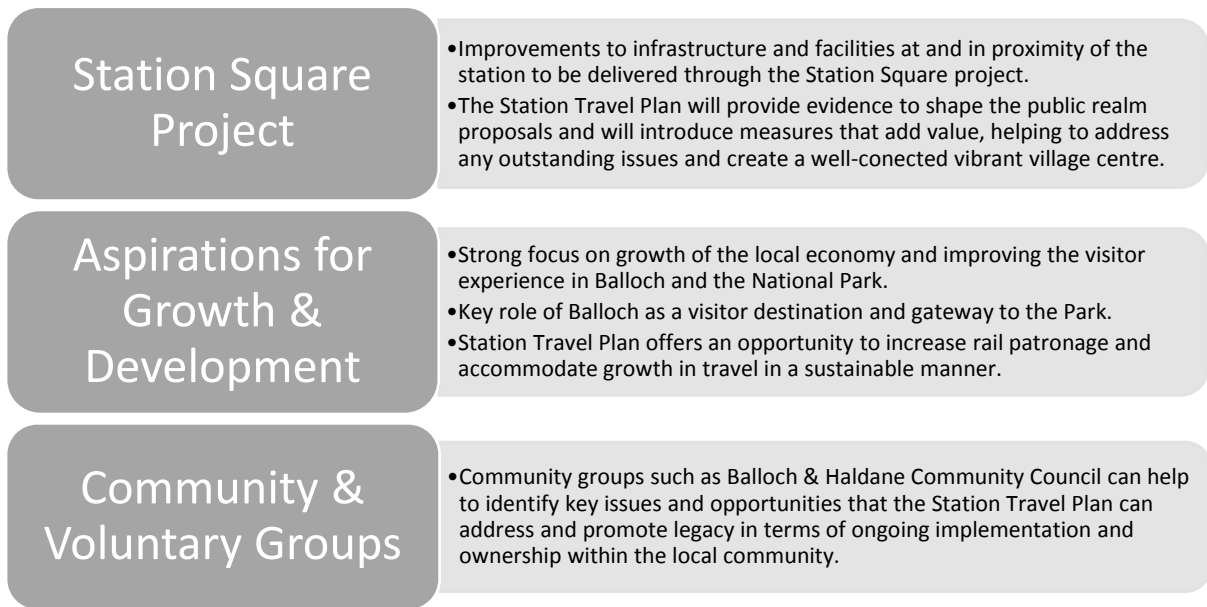 Station Square
Project
•Improvements to infrastructure and facilities at and in proximity of the
station to be delivered through the Station Square project.
•The Station Travel Plan will provide evidence to shape the public realm
proposals and will introduce measures that add value, helping to address
any outstanding issues and create a well-conected vibrant village centre.
Aspirations for
Growth &
Development
•Strong focus on growth of the local economy and improving the visitor
experience in Balloch and the National Park.
•Key role of Balloch as a visitor destination and gateway to the Park.
•Station Travel Plan offers an opportunity to increase rail patronage and
accommodate growth in travel in a sustainable manner.
Community &
Voluntary Groups
•Community groups such as Balloch & Haldane Community Council can help
to identify key issues and opportunities that the Station Travel Plan can
address and promote legacy in terms of ongoing implementation and
ownership within the local community.